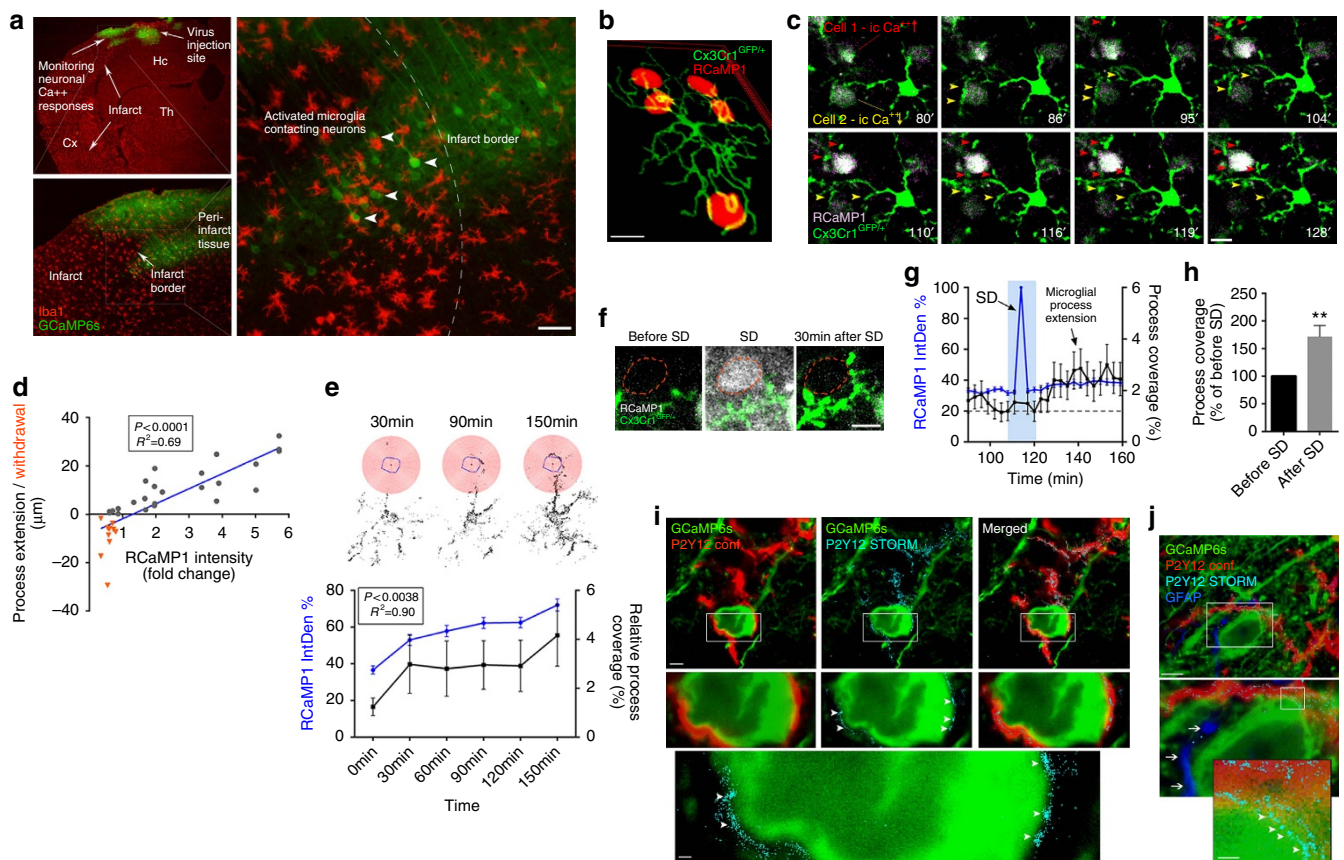 a
Virus
injection
site
Monitoring
neuronal
Ca++
responses
Hc
Infarct
Th
Cx
Peri-
infarct
tissue
Infarct
Infarct
border
Iba1
GCaMP6s
Activated microglia
contacting neurons
Infarct border
b
Cx3Cr1GFP/+
RCaMP1
c
Cell 1 - ic Ca++↑
Cell 2 - ic Ca++↓
80′
86′
95′
104′
RCaMP1
Cx3Cr1GFP/+
110′
116′
119′
128′
d
Process extension / withdrawal
(μm)
40
20
0
–20
–40
P<0.0001
R2=0.69
1 2 3 4 5 6
RCaMP1 intensity
(fold change)
e
30min 90min 150min
P<0.0038
R2=0.90
RCaMP1 IntDen %
80
60
40
20
0
Relative process
coverage (%)
6
4
2
0
0min 30min 60min 90min 120min 150min
Time
f
Before SD SD 30min after SD
RCaMP1
Cx3Cr1GFP/+
g
RCaMP1 IntDen %
100
80
60
40
20
0
SD
Microglial
process
extension
Process coverage
(%)
6
5
4
3
2
1
0
100 120 140 160
Time (min)
h
Process coverage
(% of before SD)
250
200
150
100
50
0
**
Before SD
After SD
i
GCaMP6s
P2Y12 conf
GCaMP6s
P2Y12 STORM
Merged
j
GCaMP6s
P2Y12 conf
P2Y12 STORM
GFAP